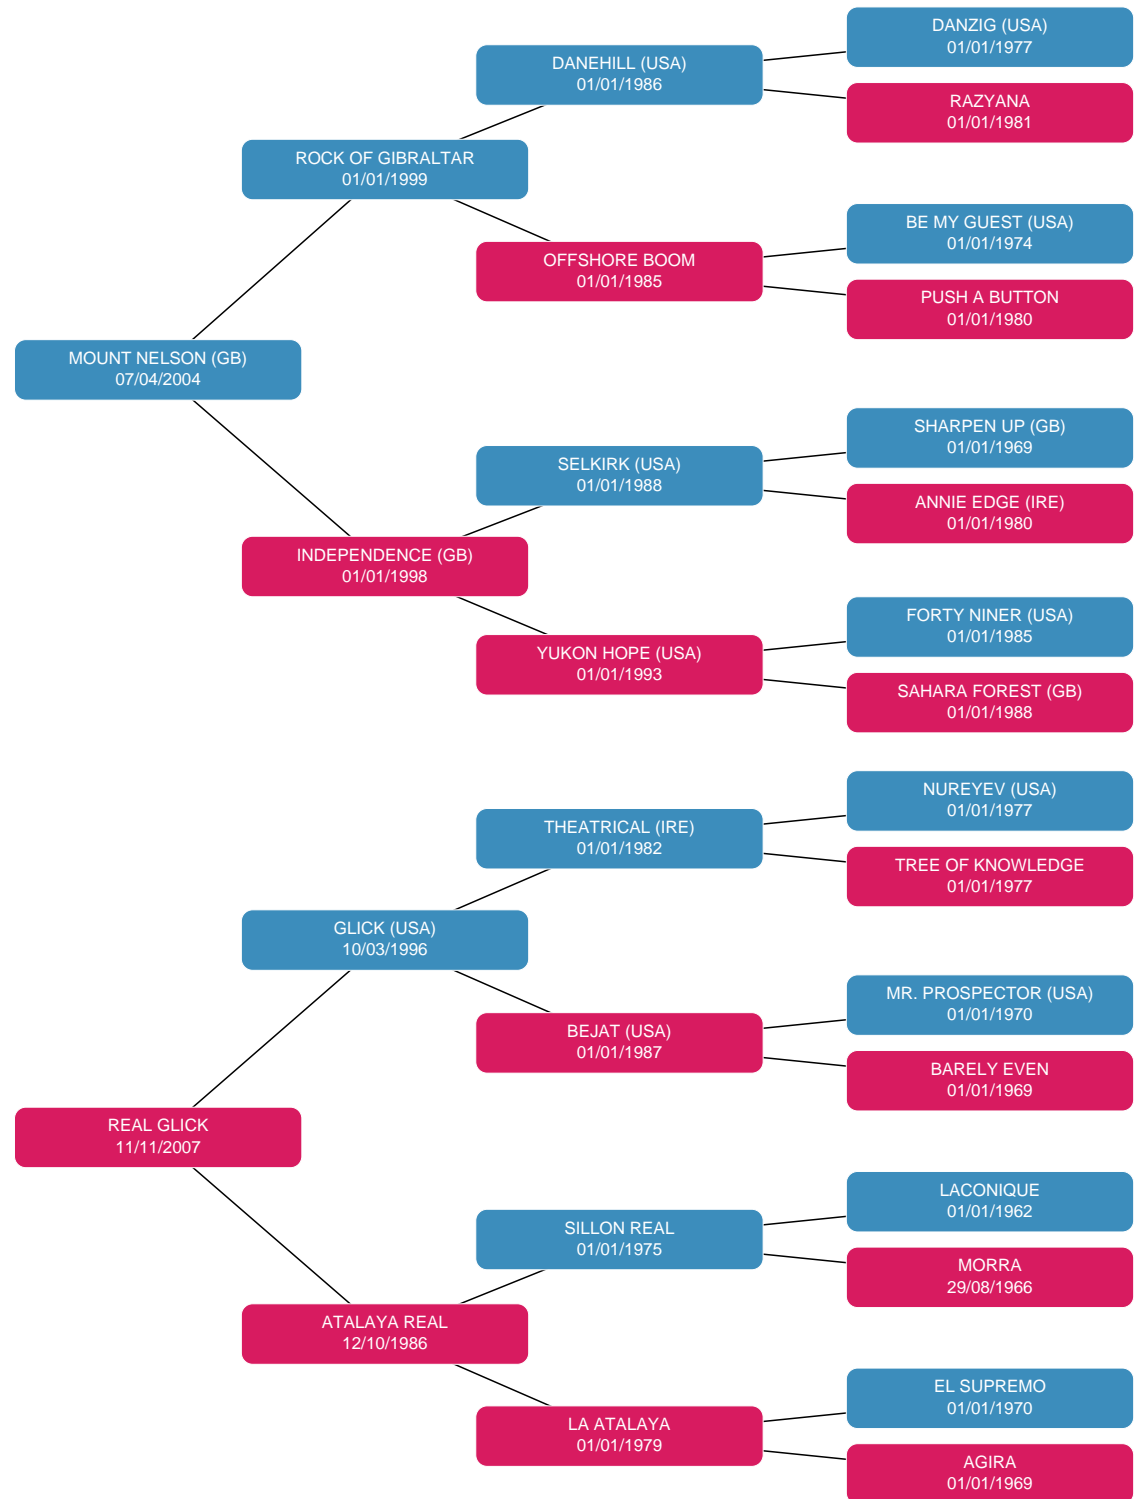 DANZIG (USA)
01/01/1977
DANEHILL (USA)
01/01/1986
RAZYANA
01/01/1981
ROCK OF GIBRALTAR
01/01/1999
BE MY GUEST (USA)
01/01/1974
OFFSHORE BOOM
01/01/1985
PUSH A BUTTON
01/01/1980
MOUNT NELSON (GB)
07/04/2004
SHARPEN UP (GB)
01/01/1969
SELKIRK (USA)
01/01/1988
ANNIE EDGE (IRE)
01/01/1980
INDEPENDENCE (GB)
01/01/1998
FORTY NINER (USA)
01/01/1985
YUKON HOPE (USA)
01/01/1993
SAHARA FOREST (GB)
01/01/1988
NUREYEV (USA)
01/01/1977
THEATRICAL (IRE)
01/01/1982
TREE OF KNOWLEDGE
01/01/1977
GLICK (USA)
10/03/1996
MR. PROSPECTOR (USA)
01/01/1970
BEJAT (USA)
01/01/1987
BARELY EVEN
01/01/1969
REAL GLICK
11/11/2007
LACONIQUE
01/01/1962
SILLON REAL
01/01/1975
MORRA
29/08/1966
ATALAYA REAL
12/10/1986
EL SUPREMO
01/01/1970
LA ATALAYA
01/01/1979
AGIRA
01/01/1969